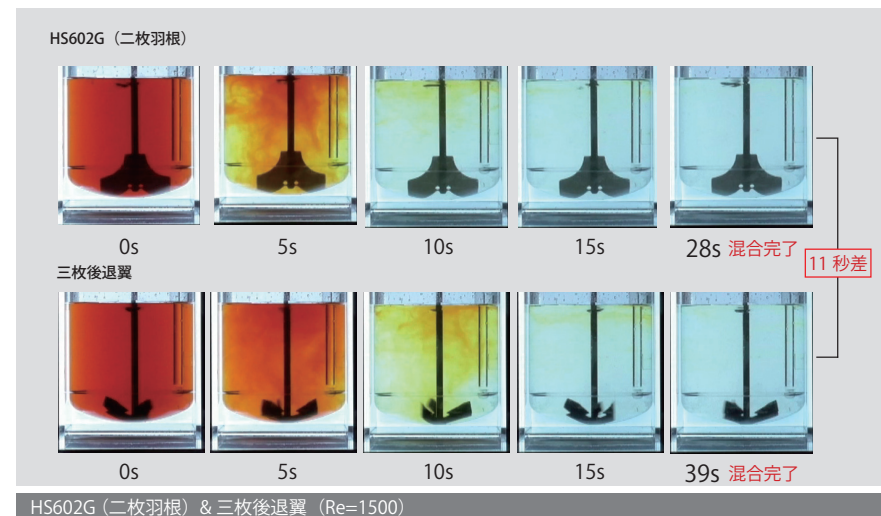 HS602G（二枚羽根）
0s
5s
10s
15s
28s 混合完了
11 秒差
三枚後退翼
0s
5s
10s
15s
39s 混合完了
HS602G（二枚羽根）& 三枚後退翼（Re=1500）